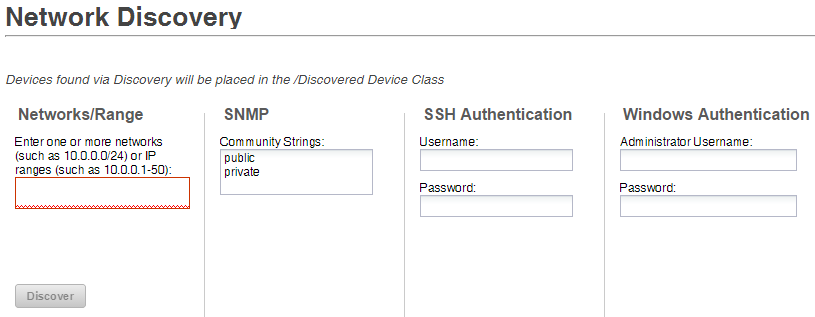 Network Discovery
Devices found via Discovery will be placed in the /Discovered Device Class
Networks/Range
Enter one or more networks
(such as 10.0.0.0/24) or IP
ranges (such as 10.0.0.1-50):
Discover
SNMP
Community Strings:
public
private
SSH Authentication
Username:
Password:
Windows Authentication
Administrator Username:
Password: